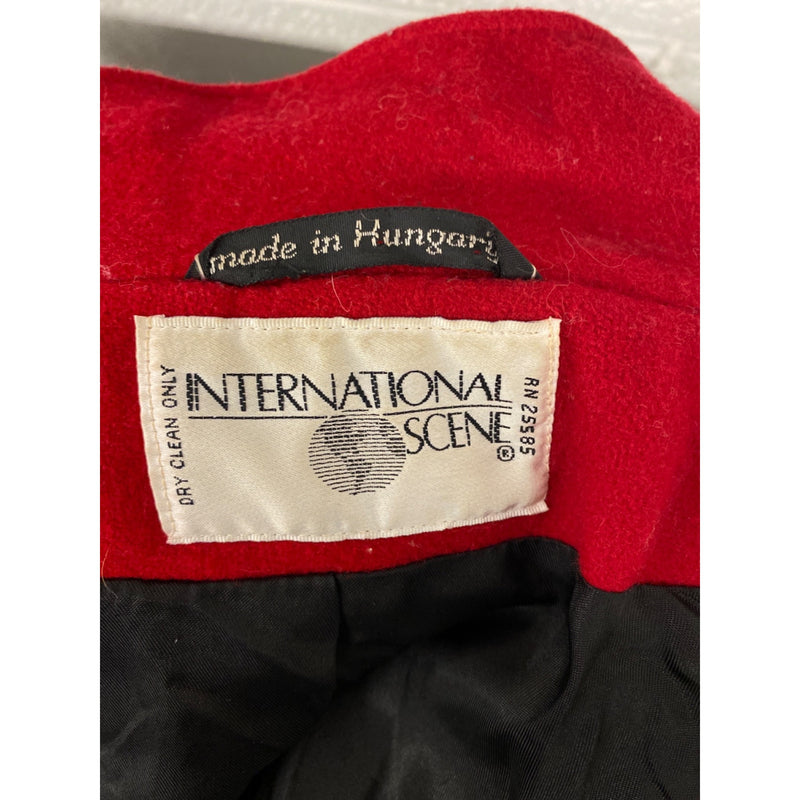 made in Hungary
DRY CLEAN ONLY
INTERNATIONAL
SCENE®
RN 25585